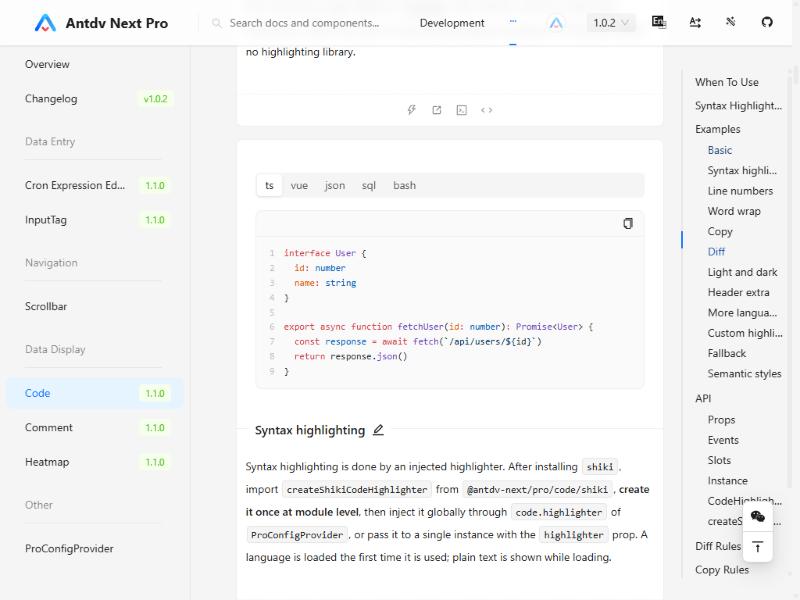 Antdv Next Pro
Search docs and components...
Development
···
1.0.2
Overview
Changelog
v1.0.2
Data Entry
Cron Expression Ed...
1.1.0
InputTag
1.1.0
Navigation
Scrollbar
Data Display
Code
1.1.0
Comment
1.1.0
Heatmap
1.1.0
Other
ProConfigProvider
no highlighting library.
ts
vue
json
sql
bash
1 interface User {
2   id: number
3   name: string
4 }
5
6 export async function fetchUser(id: number): Promise<User> {
7   const response = await fetch(`/api/users/${id}`)
8   return response.json()
9 }
Syntax highlighting
Syntax highlighting is done by an injected highlighter. After installing shiki ,
import createShikiCodeHighlighter from @antdv-next/pro/code/shiki , create
it once at module level, then inject it globally through code.highlighter of
ProConfigProvider , or pass it to a single instance with the highlighter prop. A
language is loaded the first time it is used; plain text is shown while loading.
When To Use
Syntax Highlight...
Examples
Basic
Syntax highli...
Line numbers
Word wrap
Copy
Diff
Light and dark
Header extra
More langua...
Custom highli...
Fallback
Semantic styles
API
Props
Events
Slots
Instance
CodeHighligh...
createS
Diff Rules
Copy Rules